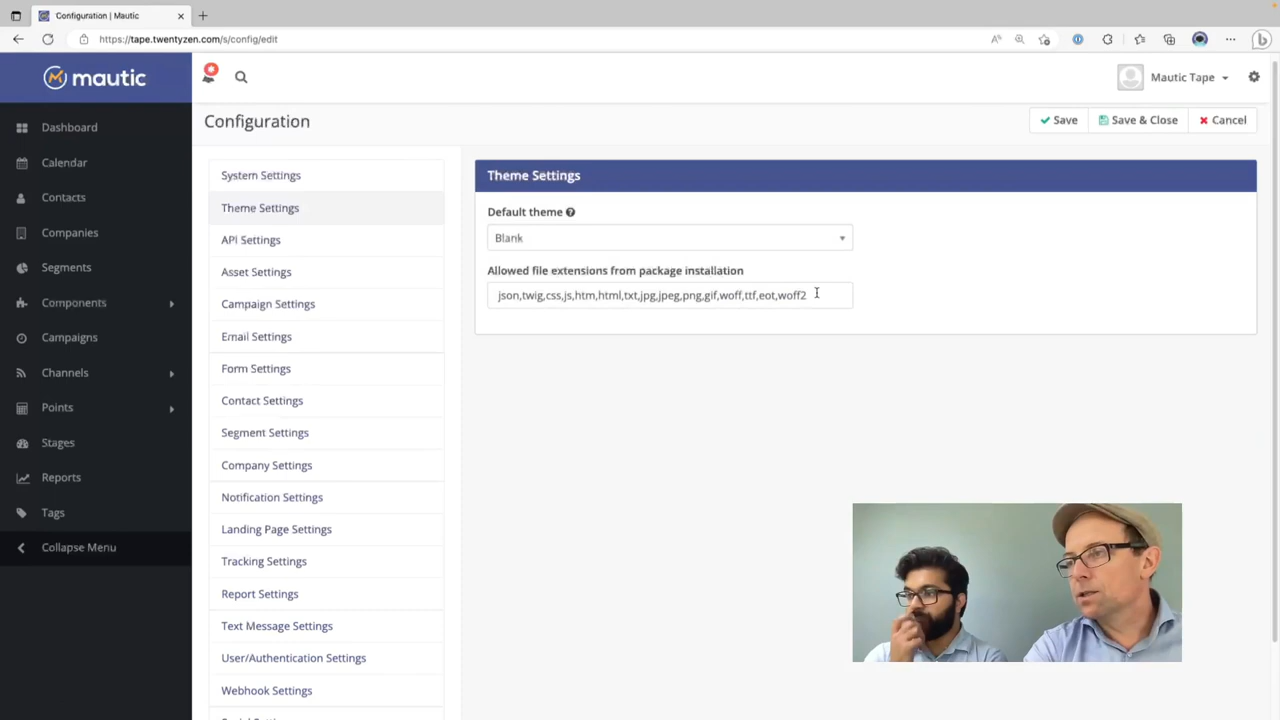 Configuration | Mautic
https://tape.twentyzen.com/s/config/edit
mautic
Mautic Tape
Dashboard
Calendar
Contacts
Companies
Segments
Components
Campaigns
Channels
Points
Stages
Reports
Tags
Collapse Menu
Configuration
Save
Save & Close
Cancel
System Settings
Theme Settings
API Settings
Asset Settings
Campaign Settings
Email Settings
Form Settings
Contact Settings
Segment Settings
Company Settings
Notification Settings
Landing Page Settings
Tracking Settings
Report Settings
Text Message Settings
User/Authentication Settings
Webhook Settings
Theme Settings
Default theme
Blank
Allowed file extensions from package installation
json,twig,css,js,htm,html,txt,jpg,jpeg,png,gif,woff,ttf,eot,woff2